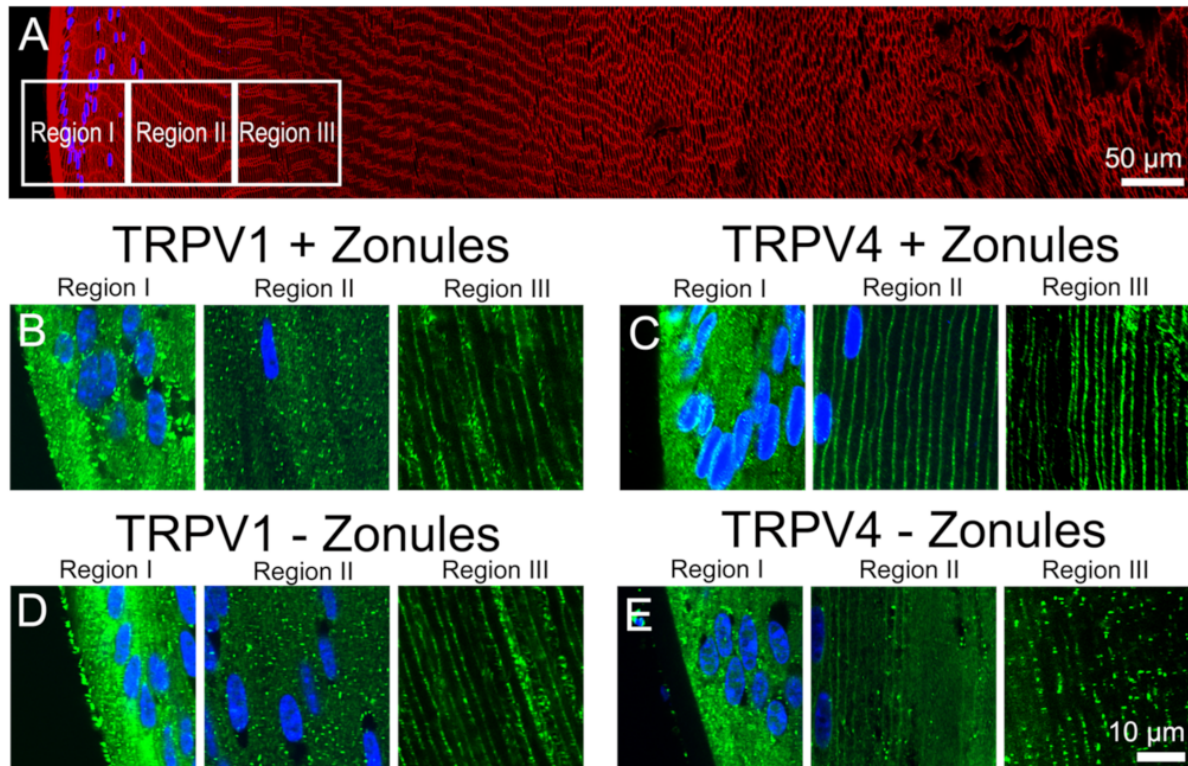 A
Region I Region II Region III
50 µm
TRPV1 + Zonules
TRPV4 + Zonules
Region I Region II Region III
Region I Region II Region III
B
C
TRPV1 - Zonules
TRPV4 - Zonules
Region I Region II Region III
Region I Region II Region III
D
E
10 µm